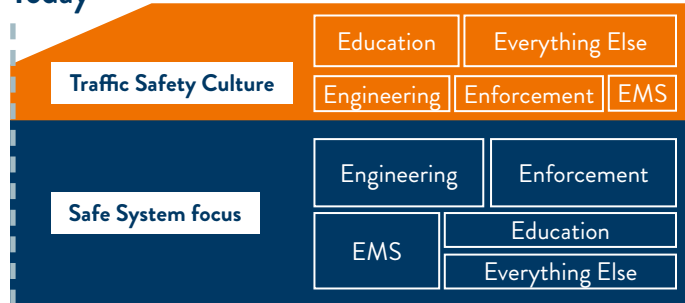 Today
Education
Everything Else
Traffic Safety Culture
Engineering
Enforcement
EMS
Engineering
Enforcement
Safe System focus
EMS
Education
Everything Else